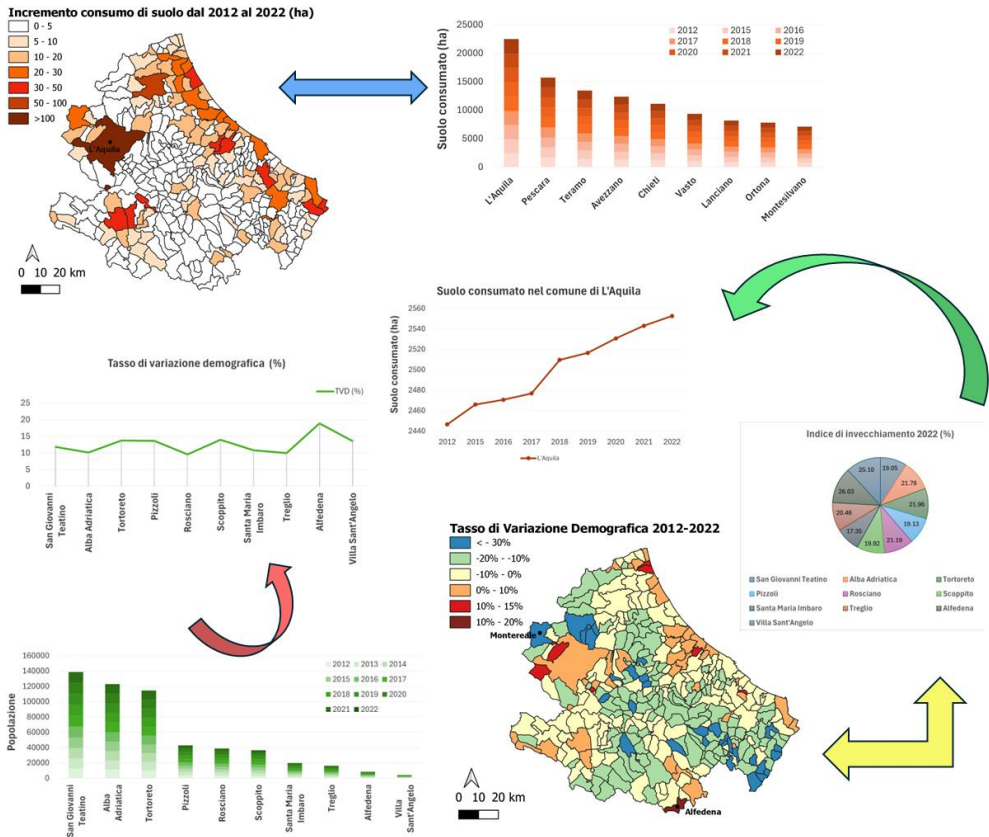 Incremento consumo di suolo dal 2012 al 2022 (ha)
0 - 5
5 - 10
10 - 20
20 - 30
30 - 50
50 - 100
>100
L'Aquila
0 10 20 km
Suolo consumato (ha)
25000
20000
15000
10000
5000
0
2012 2015 2016
2017 2018 2019
2020 2021 2022
L'Aquila
Pescara
Teramo
Avezzano
Chieti
Vasto
Lanciano
Ortona
Montesilvano
Suolo consumato nel comune di L'Aquila
Suolo consumato (ha)
2560
2540
2520
2500
2480
2460
2440
2012 2015 2016 2017 2018 2019 2020 2021 2022
L'Aquila
Tasso di variazione demografica (%)
TVD (%)
25
20
15
10
5
0
San Giovanni
Teatino
Alba Adriatica
Tortoreto
Pizzoli
Rosciano
Scoppito
Santa Maria
Imbaro
Treglio
Alfedena
Villa Sant'Angelo
Indice di invecchiamento 2022 (%)
19.05
21.78
21.96
19.13
21.19
19.92
17.35
20.46
26.63
25.10
San Giovanni Teatino Alba Adriatica Tortoreto
Pizzoli Rosciano Scoppito
Santa Maria Imbaro Treglio Alfedena
Villa Sant'Angelo
Tasso di Variazione Demografica 2012-2022
< - 30%
-20% - -10%
-10% - 0%
0% - 10%
10% - 15%
10% - 20%
Montereale
Alfedena
0 10 20 km
Popolazione
160000
140000
120000
100000
80000
60000
40000
20000
0
2012 2013 2014
2015 2016 2017
2018 2019 2020
2021 2022
San Giovanni
Teatino
Alba
Adriatica
Tortoreto
Pizzoli
Rosciano
Scoppito
Santa Maria
Imbaro
Treglio
Alfedena
Villa
Sant'Angelo